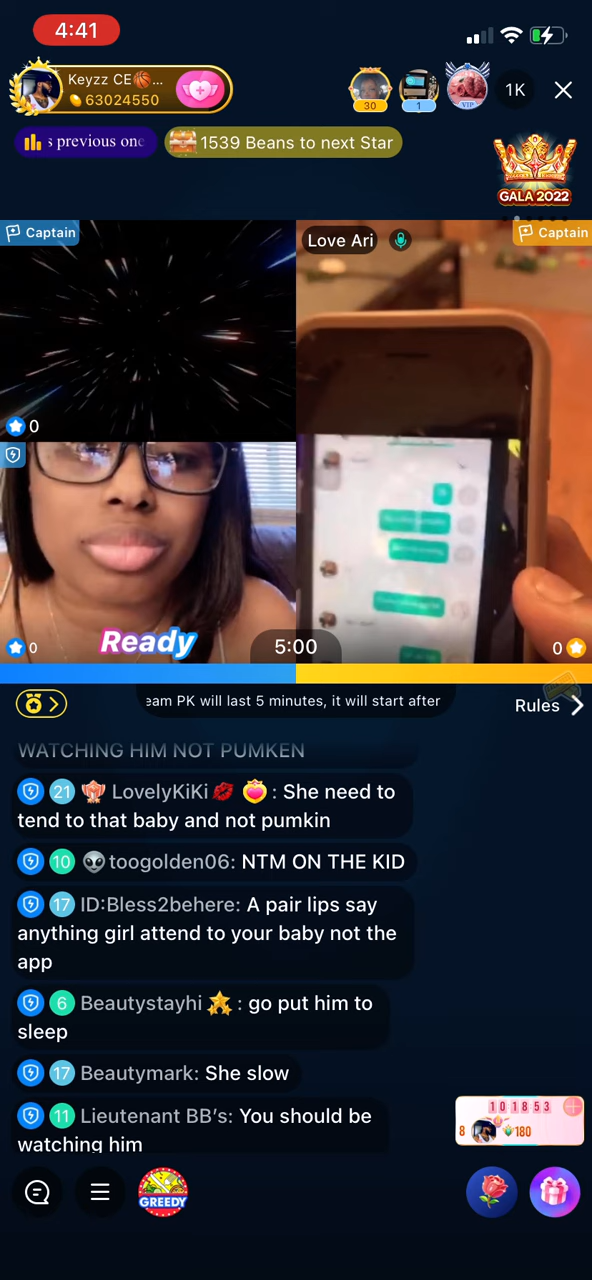 4:41
Keyzz CE🏀...
63024550
30
1
VIP
1K
s previous one
1539 Beans to next Star
GALA 2022
Captain
Love Ari
Captain
0
Ready
0
5:00
0
eam PK will last 5 minutes, it will start after
Rules
WATCHING HIM NOT PUMKEN
21 LovelyKiKi💋 : She need to
tend to that baby and not pumkin
10 👽toogolden06: NTM ON THE KID
17 ID:Bless2behere: A pair lips say
anything girl attend to your baby not the
app
6 Beautystayhi : go put him to
sleep
17 Beautymark: She slow
11 Lieutenant BB's: You should be
watching him
101853
8
180
GREEDY